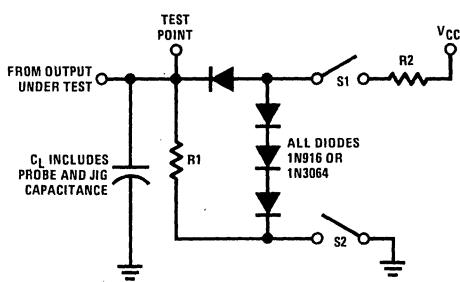 TEST
POINT
VCC
R2
FROM OUTPUT
UNDER TEST
S1
R1
ALL DIODES
1N916 OR
1N3064
CL INCLUDES
PROBE AND JIG
CAPACITANCE
S2